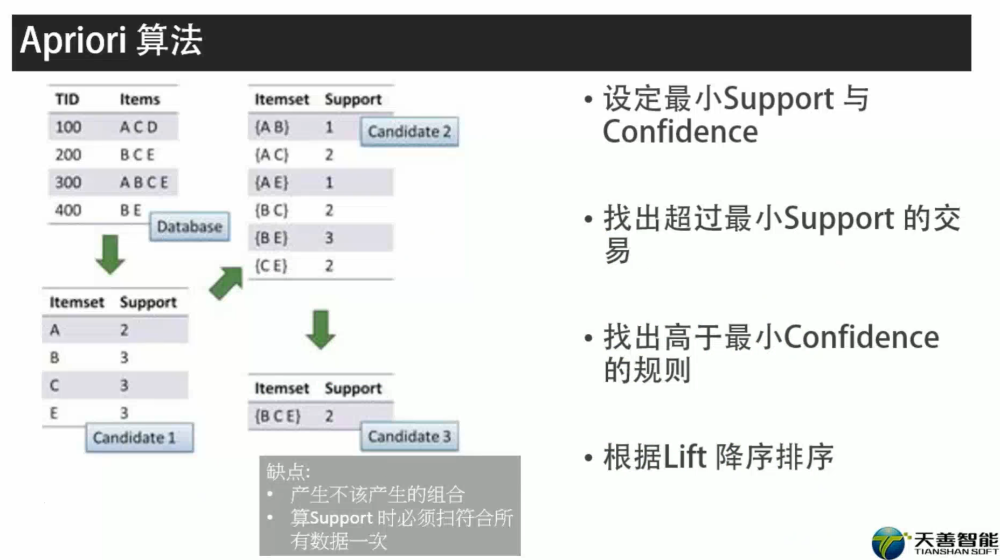 Apriori 算法
TID Items
100 A C D
200 B C E
300 A B C E
400 B E
Database
Itemset Support
A 2
B 3
C 3
E 3
Candidate 1
Itemset Support
{A B} 1
{A C} 2
{A E} 1
{B C} 2
{B E} 3
{C E} 2
Candidate 2
Itemset Support
{B C E} 2
Candidate 3
缺点:
• 产生不该产生的组合
• 算Support 时必须扫符合所
有数据一次
• 设定最小Support 与
Confidence
• 找出超过最小Support 的交
易
• 找出高于最小Confidence
的规则
• 根据Lift 降序排序
天善智能
TIANSHAN SOFT